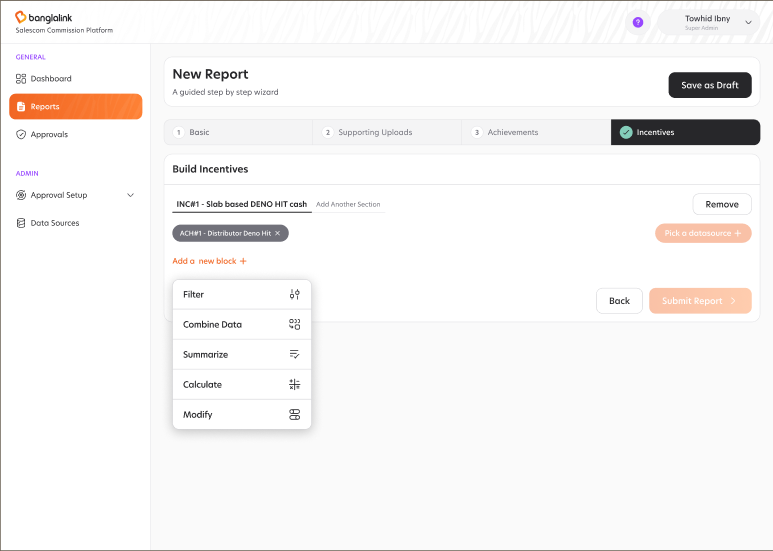 banglalink
Salescom Commission Platform
?
Towhid Ibny
Super Admin
GENERAL
Dashboard
Reports
Approvals
ADMIN
Approval Setup
Data Sources
New Report
A guided step by step wizard
Save as Draft
1 Basic
2 Supporting Uploads
3 Achievements
Incentives
Build Incentives
INC#1 - Slab based DENO HIT cash
Add Another Section
Remove
ACH#1 - Distributor Deno Hit ×
Pick a datasource +
Add a new block +
Filter
Combine Data
Summarize
Calculate
Modify
Back
Submit Report